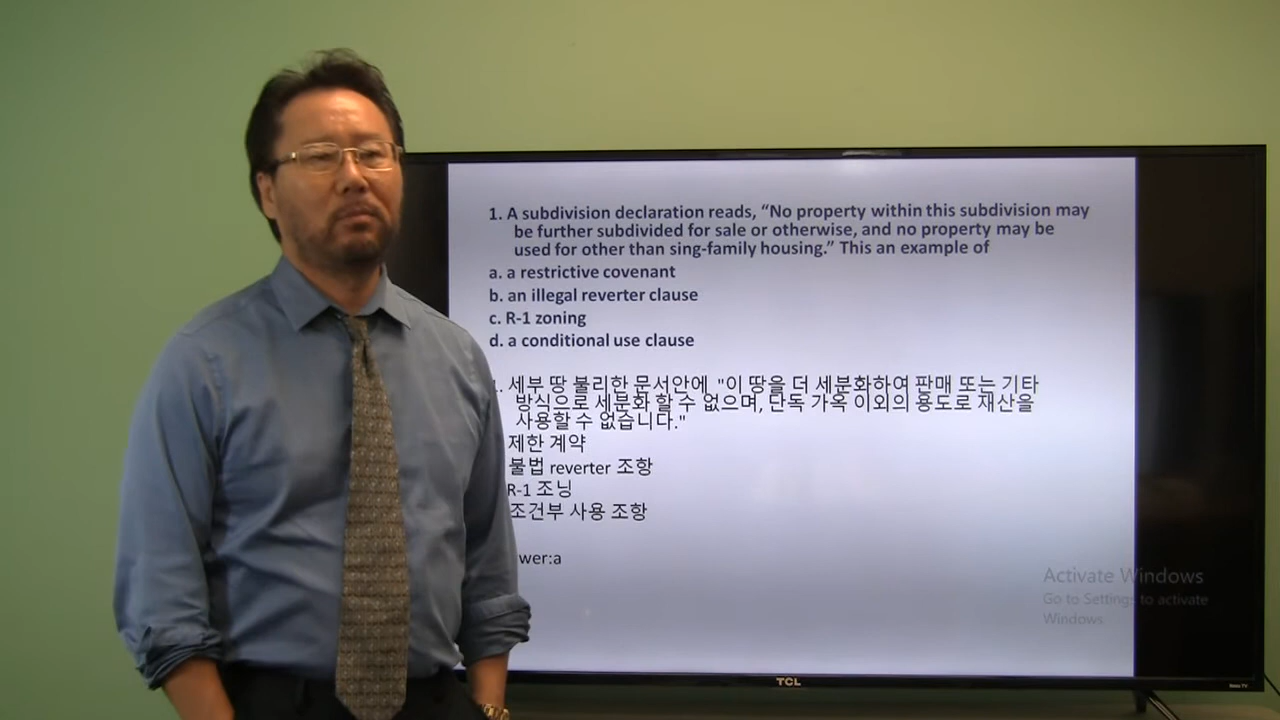 1. A subdivision declaration reads, “No property within this subdivision may
be further subdivided for sale or otherwise, and no property may be
used for other than sing-family housing.” This an example of
a. a restrictive covenant
b. an illegal reverter clause
c. R-1 zoning
d. a conditional use clause
1. 세부 땅 불리한 문서안에, "이 땅을 더 세분화하여 판매 또는 기타
방식으로 세분화 할 수 없으며, 단독 가옥 이외의 용도로 재산을
사용할 수 없습니다."
제한 계약
불법 reverter 조항
R-1 조닝
조건부 사용 조항
wer:a
Activate Windows
Go to Settings to activate
Windows.
TCL
Roku TV